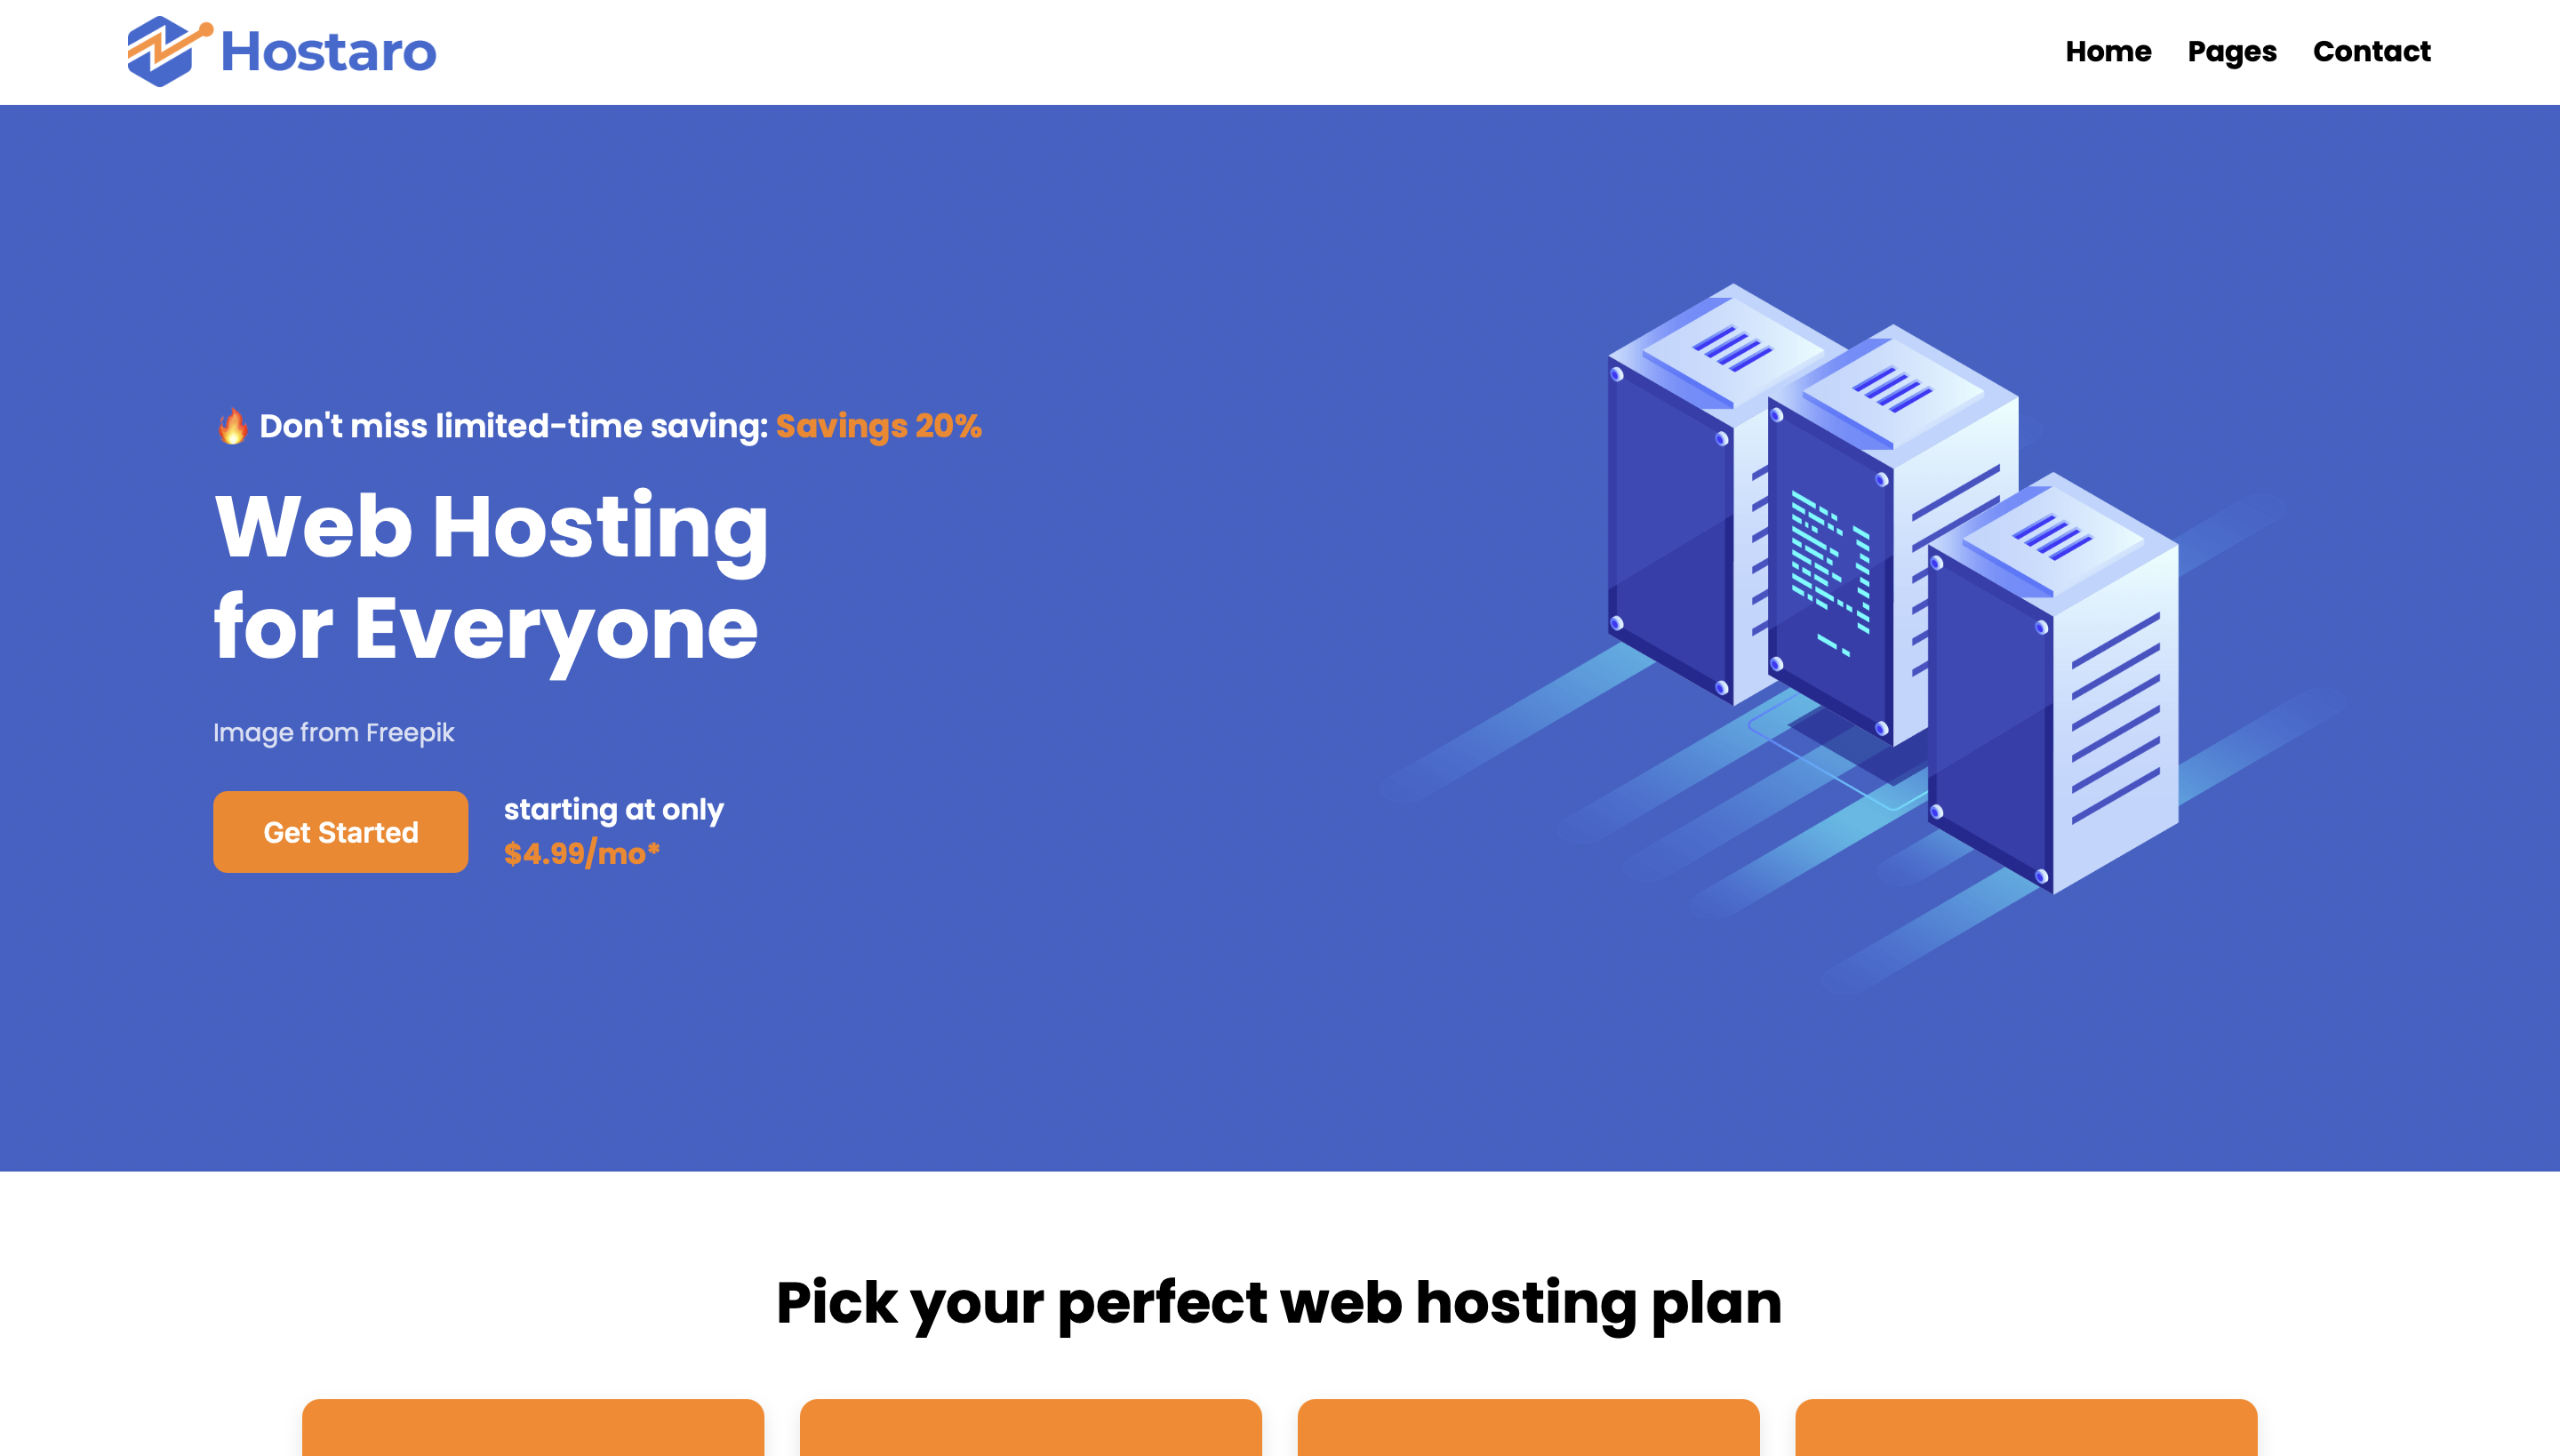 Hostaro
Home Pages Contact
🔥 Don't miss limited-time saving: Savings 20%
Web Hosting
for Everyone
Image from Freepik
Get Started
starting at only
$4.99/mo*
Pick your perfect web hosting plan